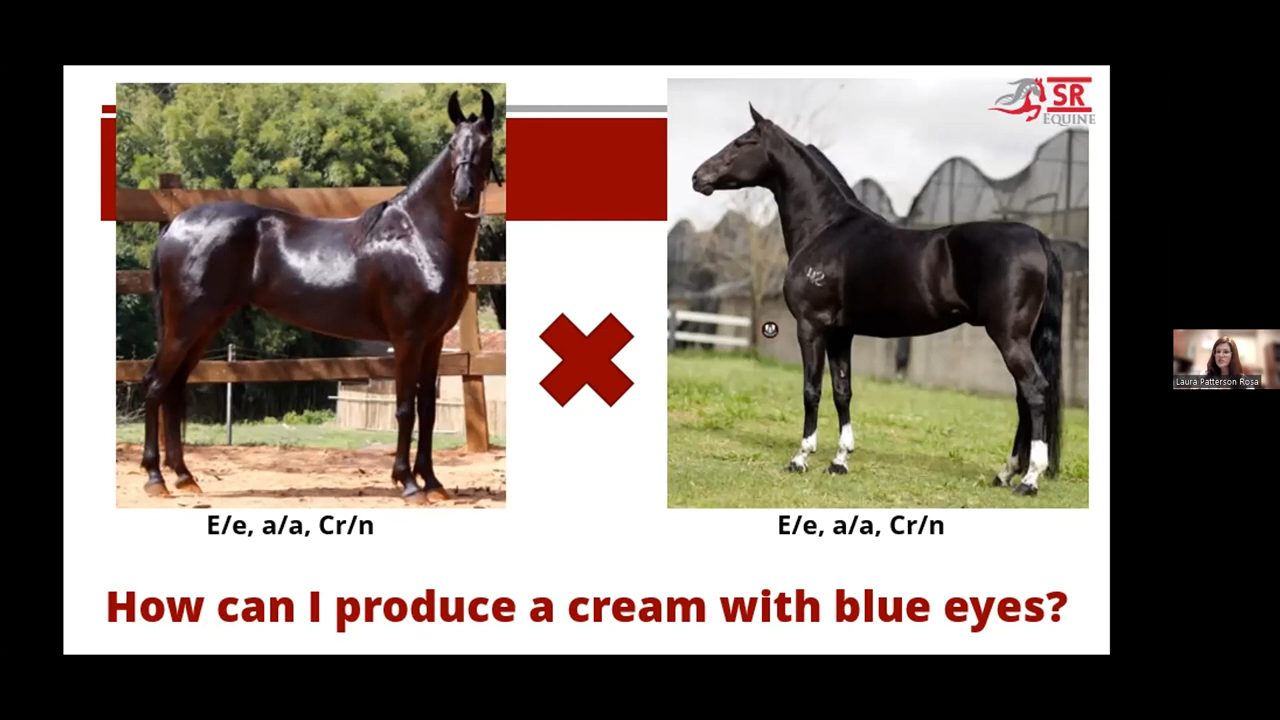 SR
EQUINE
E/e, a/a, Cr/n
E/e, a/a, Cr/n
How can I produce a cream with blue eyes?
Laura Patterson Rosa